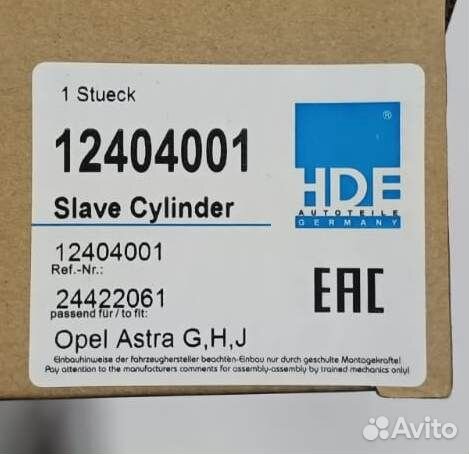 1 Stueck
12404001
Slave Cylinder
®
HDE
AUTOTEILE
GERMANY
12404001
Ref.-Nr.:
24422061
passend für / to fit:
Opel Astra G,H,J
EAC
Einbauhinweise der fahrzeughersteller beachten-Einbau nur durch geschulte Montagekrafte!
Pay attention to the manufacturers comments for assembly-assembly by trained mechanics only!
Avito